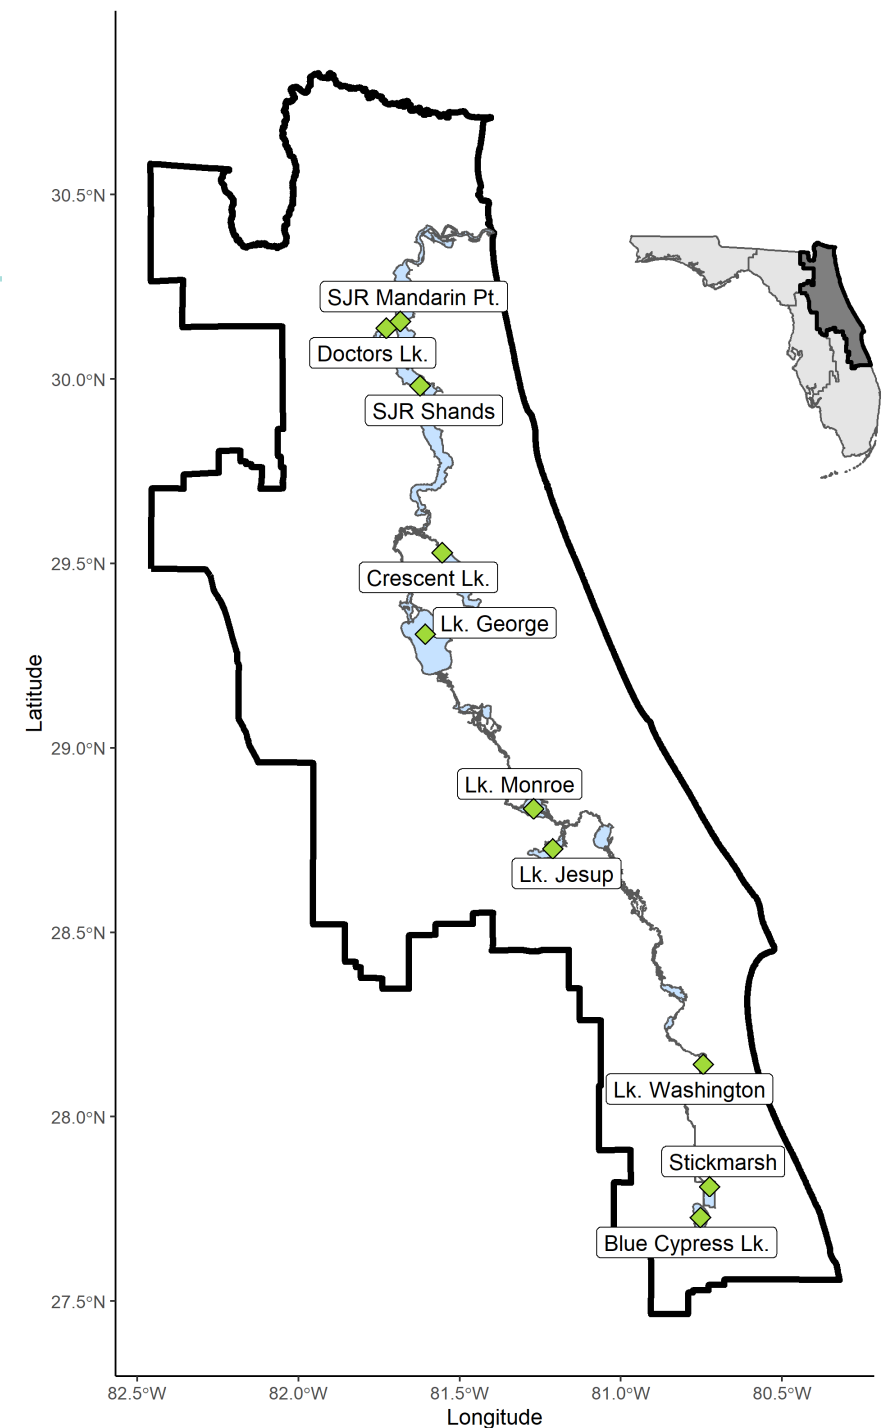 30.5°N
SJR Mandarin Pt.
Doctors Lk.
30.0°N
SJR Shands
29.5°N
Crescent Lk.
Lk. George
Latitude
29.0°N
Lk. Monroe
Lk. Jesup
28.5°N
Lk. Washington
28.0°N
Stickmarsh
Blue Cypress Lk.
27.5°N
82.5°W 82.0°W 81.5°W 81.0°W 80.5°W
Longitude